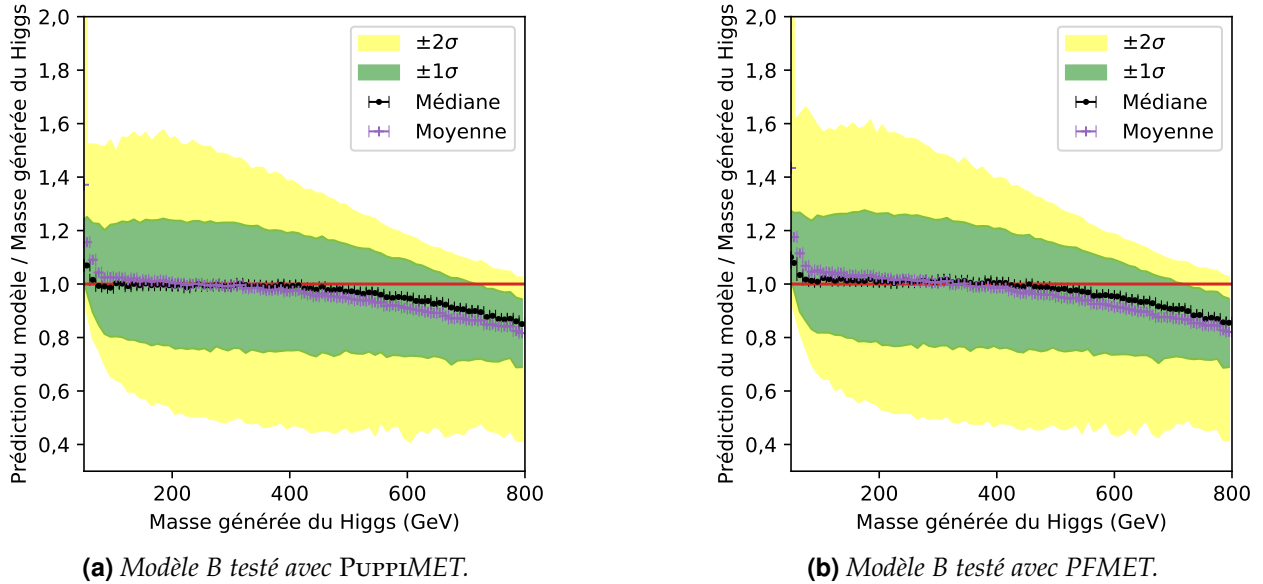 Prédiction du modèle / Masse générée du Higgs
2,0
1,8
1,6
1,4
1,2
1,0
0,8
0,6
0,4
±2σ
±1σ
Médiane
Moyenne
200
400
600
800
Masse générée du Higgs (GeV)
(a) Modèle B testé avec PUPPIMET.
Prédiction du modèle / Masse générée du Higgs
2,0
1,8
1,6
1,4
1,2
1,0
0,8
0,6
0,4
±2σ
±1σ
Médiane
Moyenne
200
400
600
800
Masse générée du Higgs (GeV)
(b) Modèle B testé avec PFMET.